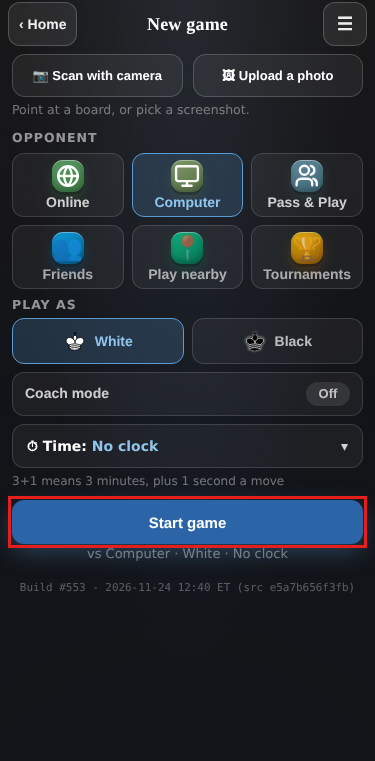 ‹ Home
New game
☰
📷 Scan with camera
🖼 Upload a photo
Point at a board, or pick a screenshot.
OPPONENT
Online
Computer
Pass & Play
Friends
Play nearby
Tournaments
PLAY AS
White
Black
Coach mode
Off
⏱ Time: No clock ▼
3+1 means 3 minutes, plus 1 second a move
Start game
vs Computer · White · No clock
Build #553 - 2026-11-24 12:40 ET (src e5a7b656f3fb)